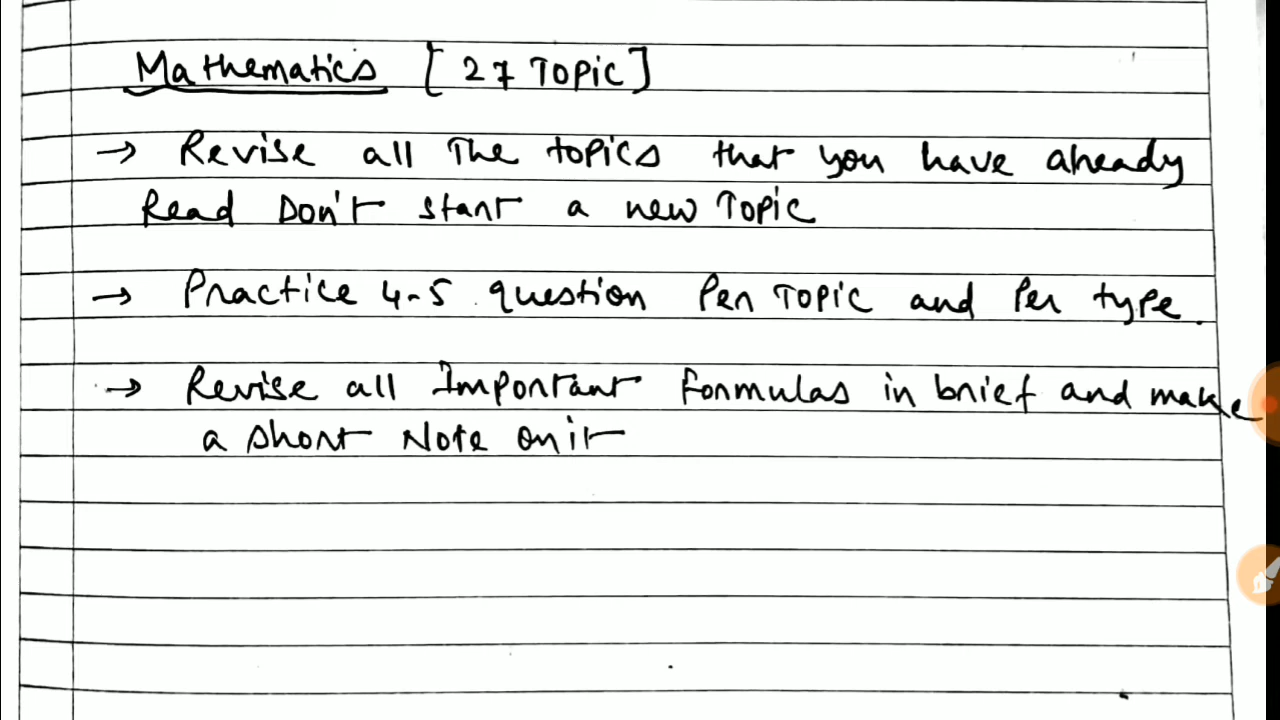 Mathematics [27 Topic]
→ Revise all The topics that you have already
Read Don't start a new Topic
→ Practice 4-5 question Per Topic and Per type.
→ Revise all Important formulas in brief and make
a short Note on it